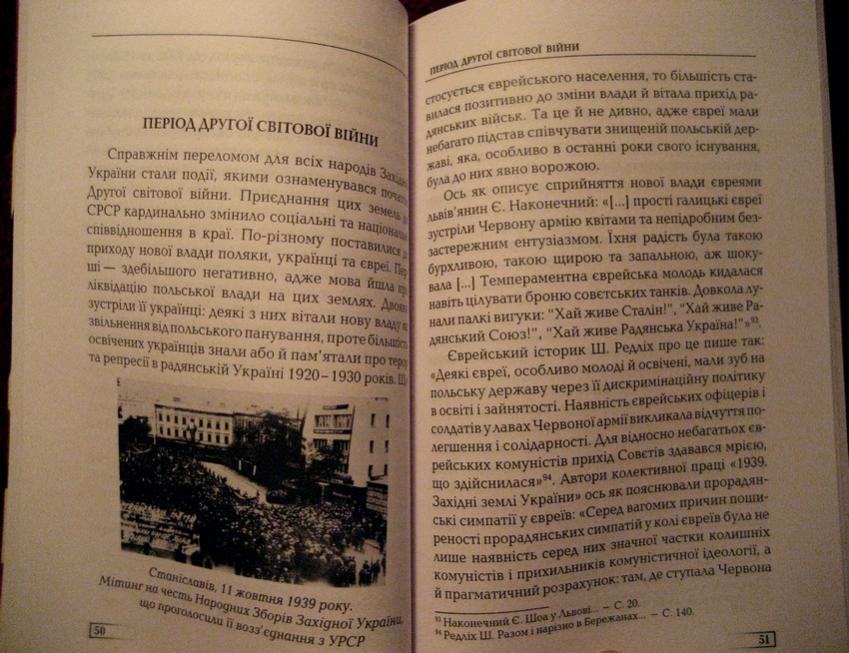 ПЕРІОД ДРУГОЇ СВІТОВОЇ ВІЙНИ
Справжнім переломом для всіх народів Західної
України стали події, якими ознаменувався початок
Другої світової війни. Приєднання цих земель до
СРСР кардинально змінило соціальні та національні
співвідношення в краї. По-різному поставилися до
приходу нової влади поляки, українці та євреї. Пер
ші — здебільшого негативно, адже мова йшла про
ліквідацію польської влади на цих землях. Двояко
зустріли її українці: деякі з них вітали нову владу як
звільнення від польського панування, проте більшість
освічених українців знали або й пам'ятали про терор
та репресії в радянській Україні 1920–1930 років. Що
Станіславів, 11 жовтня 1939 року.
Мітинг на честь Народних Зборів Західної України,
що проголосили її возз'єднання з УРСР
50
ПЕРІОД ДРУГОЇ СВІТОВОЇ ВІЙНИ
стосується єврейського населення, то більшість ста-
вилася позитивно до зміни влади й вітала прихід ра-
дянських військ. Та це й не дивно, адже євреї мали
небагато підстав співчувати знищеній польській дер-
жаві, яка, особливо в останні роки свого існування,
була до них явно ворожою.
Ось як описує сприйняття нової влади євреями
львів'янин Є. Наконечний: «[...] прості галицькі євреї
зустріли Червону армію квітами та непідробним без-
застережним ентузіазмом. Їхня радість була такою
бурхливою, такою щирою та запальною, аж шоку-
вала [...] Темпераментна єврейська молодь кидалася
навіть цілувати броню совєтських танків. Довкола лу-
нали палкі вигуки: "Хай живе Сталін!", "Хай живе Ра-
дянський Союз!", "Хай живе Радянська Україна!"»93.
Єврейський історик Ш. Редліх про це пише так:
«Деякі євреї, особливо молоді й освічені, мали зуб на
польську державу через її дискримінаційну політику
в освіті і зайнятості. Наявність єврейських офіцерів і
солдатів у лавах Червоної армії викликала відчуття по-
легшення і солідарності. Для відносно небагатьох єв-
рейських комуністів прихід Совєтів здавався мрією,
що здійснилася»94. Автори колективної праці «1939.
Західні землі України» ось як пояснювали прорадян-
ські симпатії у євреїв: «Серед вагомих причин поши-
реності прорадянських симпатій у колі євреїв була не
лише наявність серед них значної частки колишніх
комуністів і прихильників комуністичної ідеології, а
й прагматичний розрахунок: там, де ступала Червона
93 Наконечний Є. Шоа у Львові... — С. 20.
94 Редліх Ш. Разом і нарізно в Бережанах... — С. 140.
51